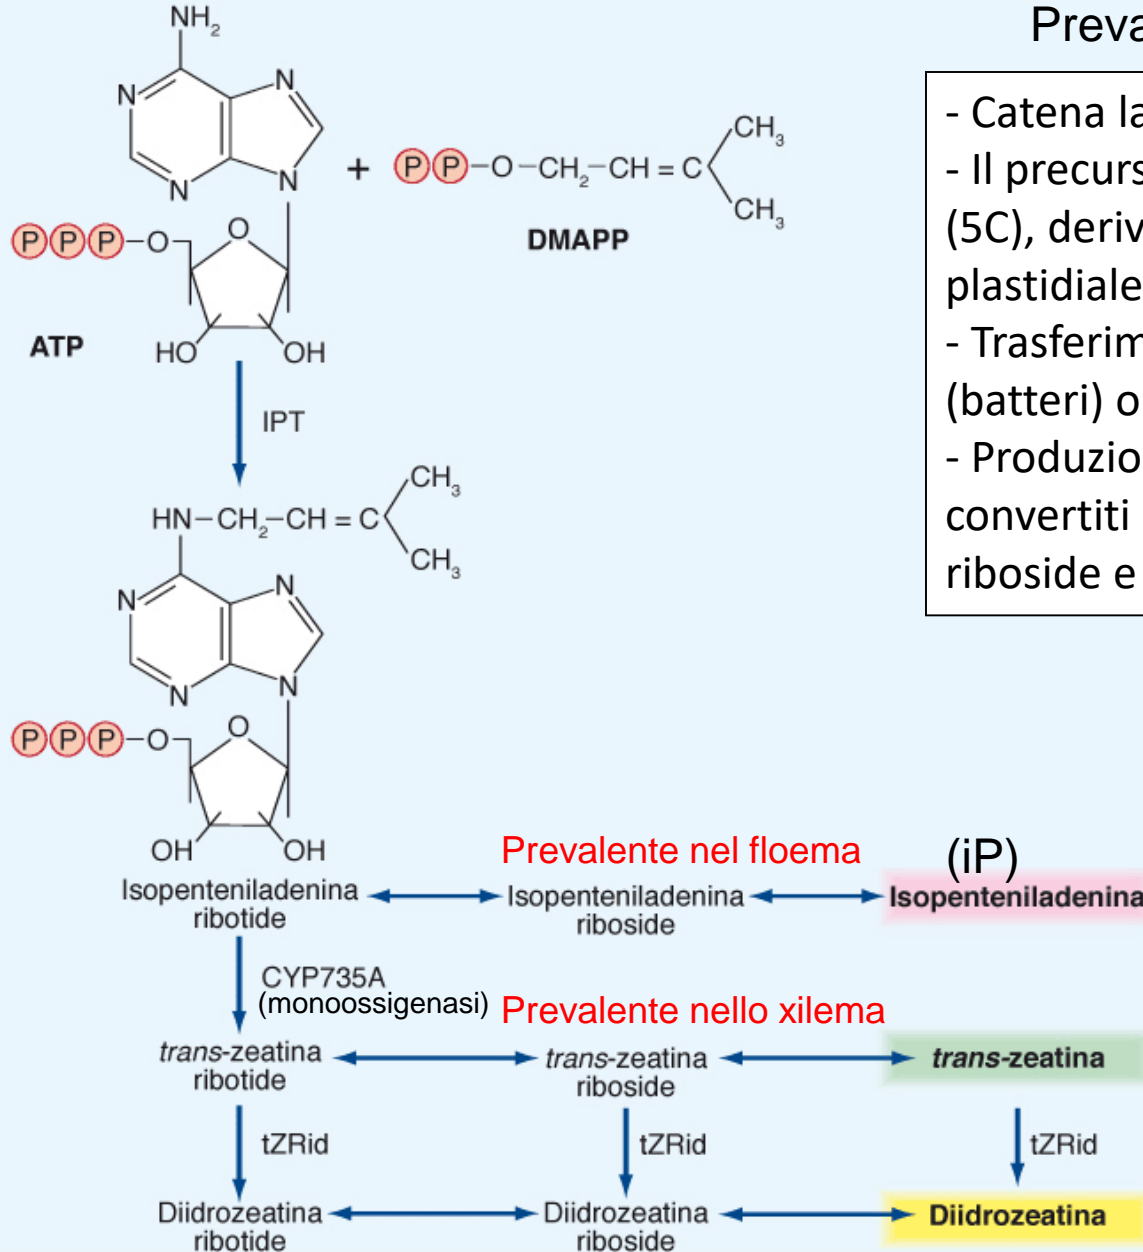 Preva
NH2
N
N
N
N
+
P P–O–CH2–CH=C
CH3
CH3
DMAPP
P P P–O
O
HO
OH
ATP
IPT
- Catena la
- Il precurs
(5C), deriv
plastidiale
- Trasferim
(batteri) o
- Produzio
convertiti
riboside e
HN–CH2–CH=C
CH3
CH3
N
N
N
N
P P P–O
O
OH
OH
Prevalente nel floema
(iP)
Isopenteniladenina
ribotide
Isopenteniladenina
riboside
Isopenteniladenina
CYP735A
(monoossigenasi)
Prevalente nello xilema
trans-zeatina
ribotide
trans-zeatina
riboside
trans-zeatina
tZRid
tZRid
tZRid
Diidrozeatina
ribotide
Diidrozeatina
riboside
Diidrozeatina